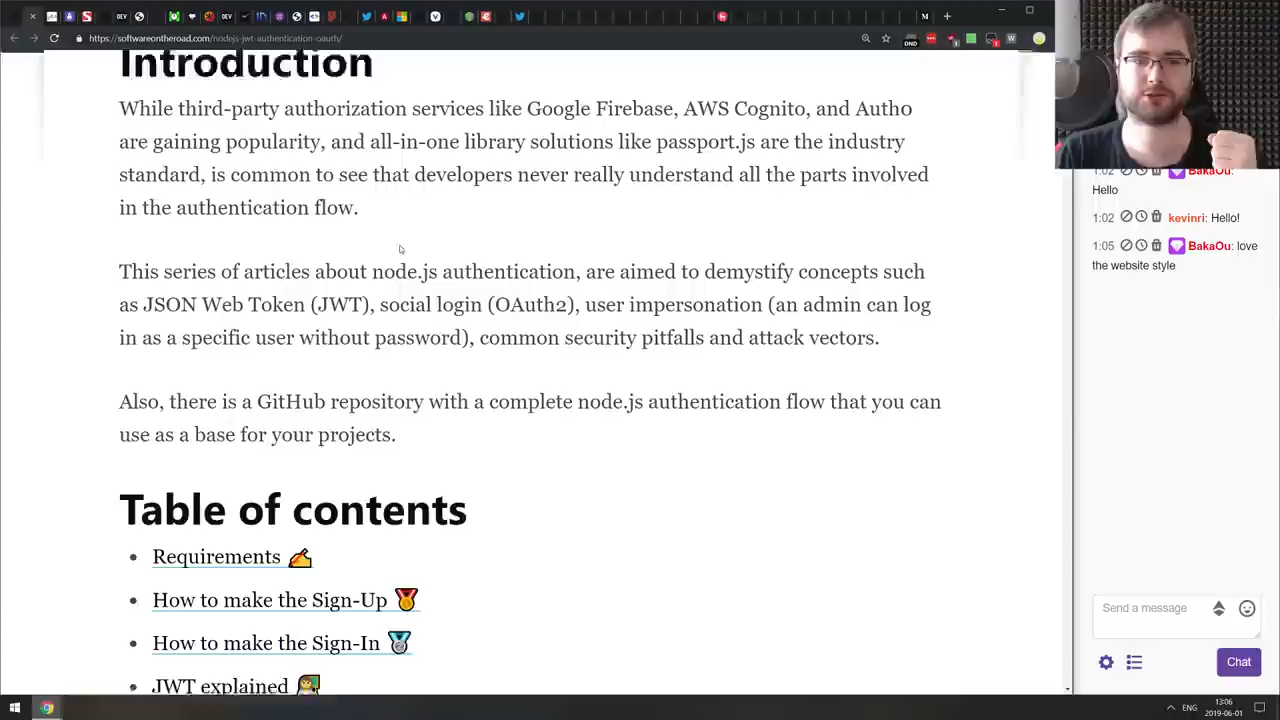 DEV
DEV
https://softwareontheroad.com/nodejs-jwt-authentication-oauth/
Introduction
While third-party authorization services like Google Firebase, AWS Cognito, and Auth0
are gaining popularity, and all-in-one library solutions like passport.js are the industry
standard, is common to see that developers never really understand all the parts involved
in the authentication flow.
This series of articles about node.js authentication, are aimed to demystify concepts such
as JSON Web Token (JWT), social login (OAuth2), user impersonation (an admin can log
in as a specific user without password), common security pitfalls and attack vectors.
Also, there is a GitHub repository with a complete node.js authentication flow that you can
use as a base for your projects.
Table of contents
Requirements
How to make the Sign-Up
How to make the Sign-In
JWT explained
1:02 BakaOu:
Hello
1:02 kevinri: Hello!
1:05 BakaOu: love
the website style
Send a message
Chat
ENG
13:06
2019-06-01